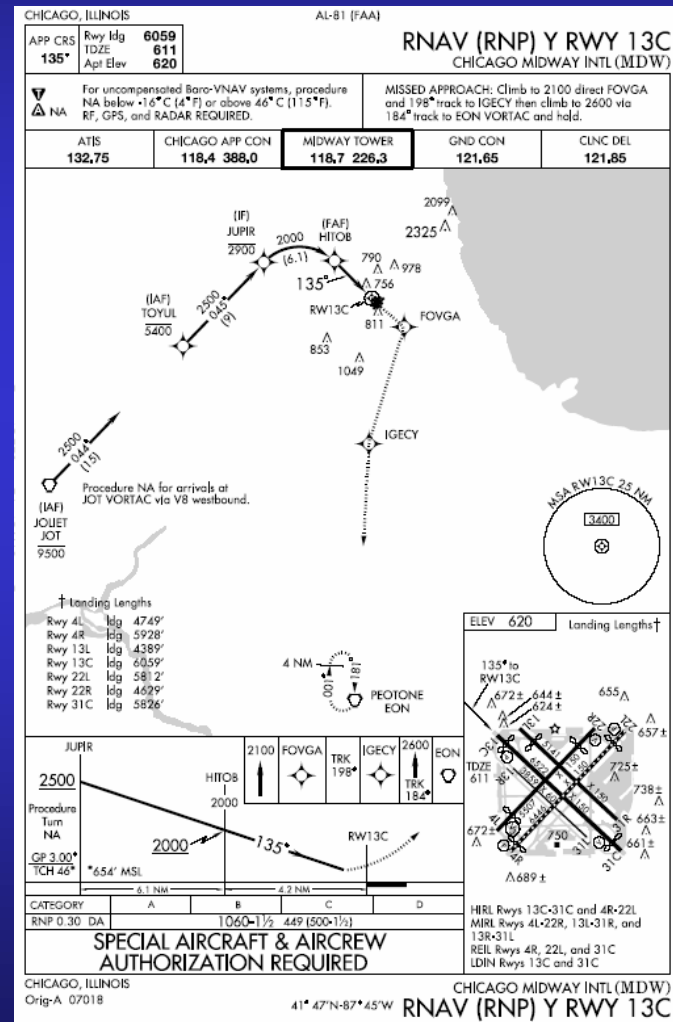 CHICAGO, ILLINOIS
AL-81 (FAA)
APP CRS
135°
Rwy ldg 6059
TDZE 611
Apt Elev 620
RNAV (RNP) Y RWY 13C
CHICAGO MIDWAY INTL (MDW)
T
A NA
For uncompensated Baro-VNAV systems, procedure
NA below -16°C (4°F) or above 46°C (115°F).
RF, GPS, and RADAR REQUIRED.
MISSED APPROACH: Climb to 2100 direct FOVGA
and 198° track to IGECY then climb to 2600 via
184° track to EON VORTAC and hold.
ATIS
132.75
CHICAGO APP CON
118.4 388.0
MIDWAY TOWER
118.7 226.3
GND CON
121.65
CLNC DEL
121.85
2099
2325
(IF)
JUPIR
2900
2000
(6.1)
(FAF)
HITOB
790
978
756
135°
RW13C
811
FOVGA
(IAF)
TOYUL
5400
2500
045°
(9)
853
1049
IGECY
2500
044°
(15)
Procedure NA for arrivals at
JOT VORTAC via V8 westbound.
(IAF)
JOLIET
JOT
9500
MSA RW13C 25 NM
3400
† Landing Lengths
Rwy 4L ldg 4749'
Rwy 4R ldg 5928'
Rwy 13L ldg 4389'
Rwy 13C ldg 6059'
Rwy 22L ldg 5812'
Rwy 22R ldg 4629'
Rwy 31C ldg 5826'
4 NM
001°
181°
PEOTONE
EON
ELEV 620
Landing Lengths†
135° to
RW13C
672±
644±
624±
655
657±
13L
22R
22L
13C
TDZE
611
725±
738±
663±
661±
672±
4L
4R
750
31L
31C
689±
HIRL Rwys 13C-31C and 4R-22L
MIRL Rwys 4L-22R, 13L-31R, and
13R-31L
REIL Rwys 4R, 22L, and 31C
LDIN Rwys 13C and 31C
JUPIR
2500
Procedure
Turn
NA
GP 3.00°
TCH 46°
*654' MSL
HITOB
2000
2000
135°
RW13C
2100
FOVGA
TRK
198°
IGECY
2600
TRK
184°
EON
6.1 NM
4.2 NM
CATEGORY A B C D
RNP 0.30 DA 1060-1½ 449 (500-1½)
SPECIAL AIRCRAFT & AIRCREW
AUTHORIZATION REQUIRED
CHICAGO, ILLINOIS
Orig-A 07018
41°47'N-87°45'W
CHICAGO MIDWAY INTL (MDW)
RNAV (RNP) Y RWY 13C